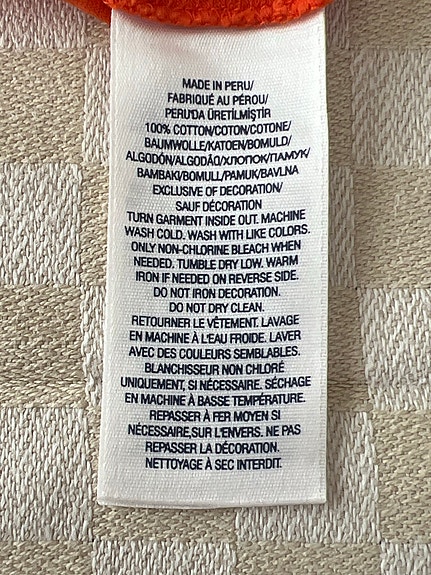 MADE IN PERU/
FABRIQUÉ AU PÉROU/
PERU'DA ÜRETİLMİŞTİR
100% COTTON/COTON/COTONE/
BAUMWOLLE/KATOEN/BOMULD/
ALGODÓN/ALGODÃO/ХЛОПОК/ПАМУК/
BAMBAKI/BOMULL/PAMUK/BAVLNA
EXCLUSIVE OF DECORATION/
SAUF DÉCORATION
TURN GARMENT INSIDE OUT. MACHINE
WASH COLD. WASH WITH LIKE COLORS.
ONLY NON-CHLORINE BLEACH WHEN
NEEDED. TUMBLE DRY LOW. WARM
IRON IF NEEDED ON REVERSE SIDE.
DO NOT IRON DECORATION.
DO NOT DRY CLEAN.
RETOURNER LE VÊTEMENT. LAVAGE
EN MACHINE À L'EAU FROIDE. LAVER
AVEC DES COULEURS SEMBLABLES.
BLANCHISSEUR NON CHLORÉ
UNIQUEMENT, SI NÉCESSAIRE. SÉCHAGE
EN MACHINE À BASSE TEMPÉRATURE.
REPASSER À FER MOYEN SI
NÉCESSAIRE,SUR L'ENVERS. NE PAS
REPASSER LA DÉCORATION.
NETTOYAGE À SEC INTERDIT.